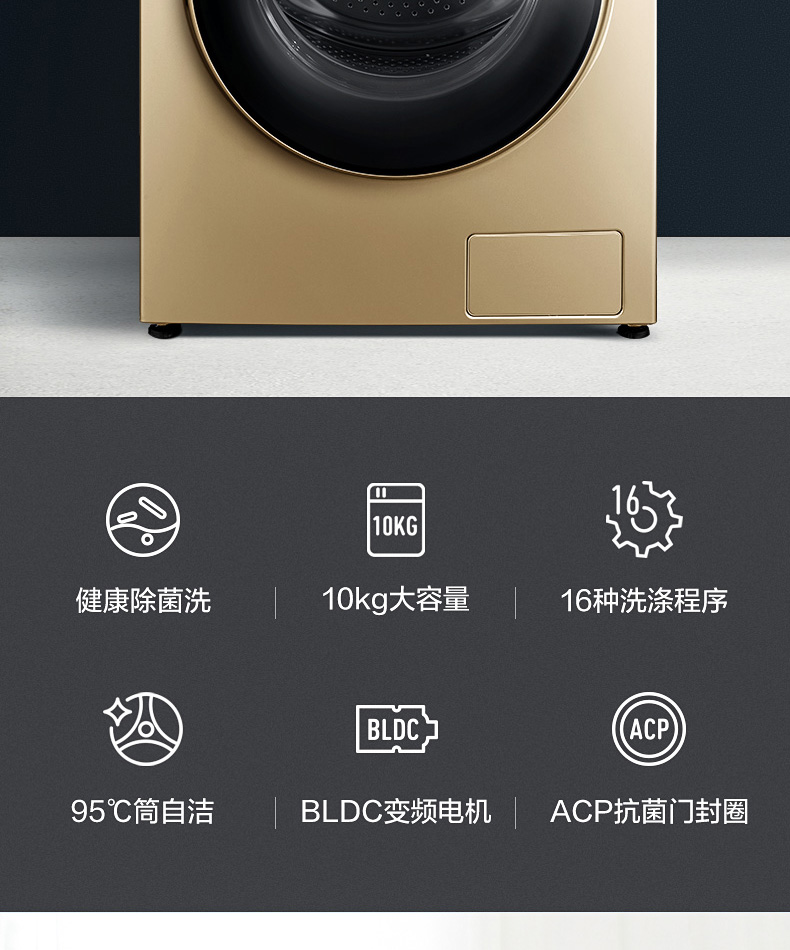 10KG
16
健康除菌洗
10kg大容量
16种洗涤程序
BLDC
ACP
95℃筒自洁
BLDC变频电机
ACP抗菌门封圈